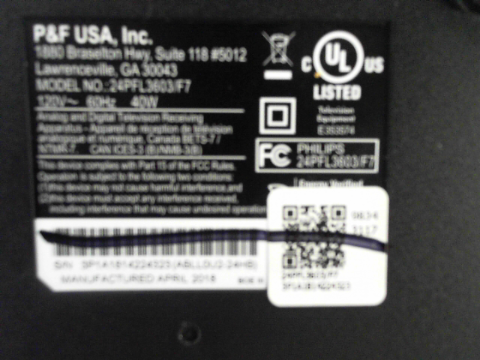 P&F USA, Inc.
1880 Braselton Hwy, Suite 118 #5012
Lawrenceville, GA 30043
MODEL NO.: 24PFL3603/F7
120V~ 60Hz 40W
Analog and Digital Television Receiving
Apparatus - Appareil de réception de télévision
analogique et numérique, Canada BETS-7 /
NTMR-7 CAN ICES-3 (B)/NMB-3(B)
This device complies with Part 15 of the FCC Rules.
Operation is subject to the following two conditions:
(1)this device may not cause harmful interference,and
(2)this device must accept any interference received,
including interference that may cause undesired operation
C UL US
LISTED
Television
Equipment
FC PHILIPS
24PFL3603/F7
Energy Verified
MANUFACTURED APRIL 2018
24PFL3603/F7